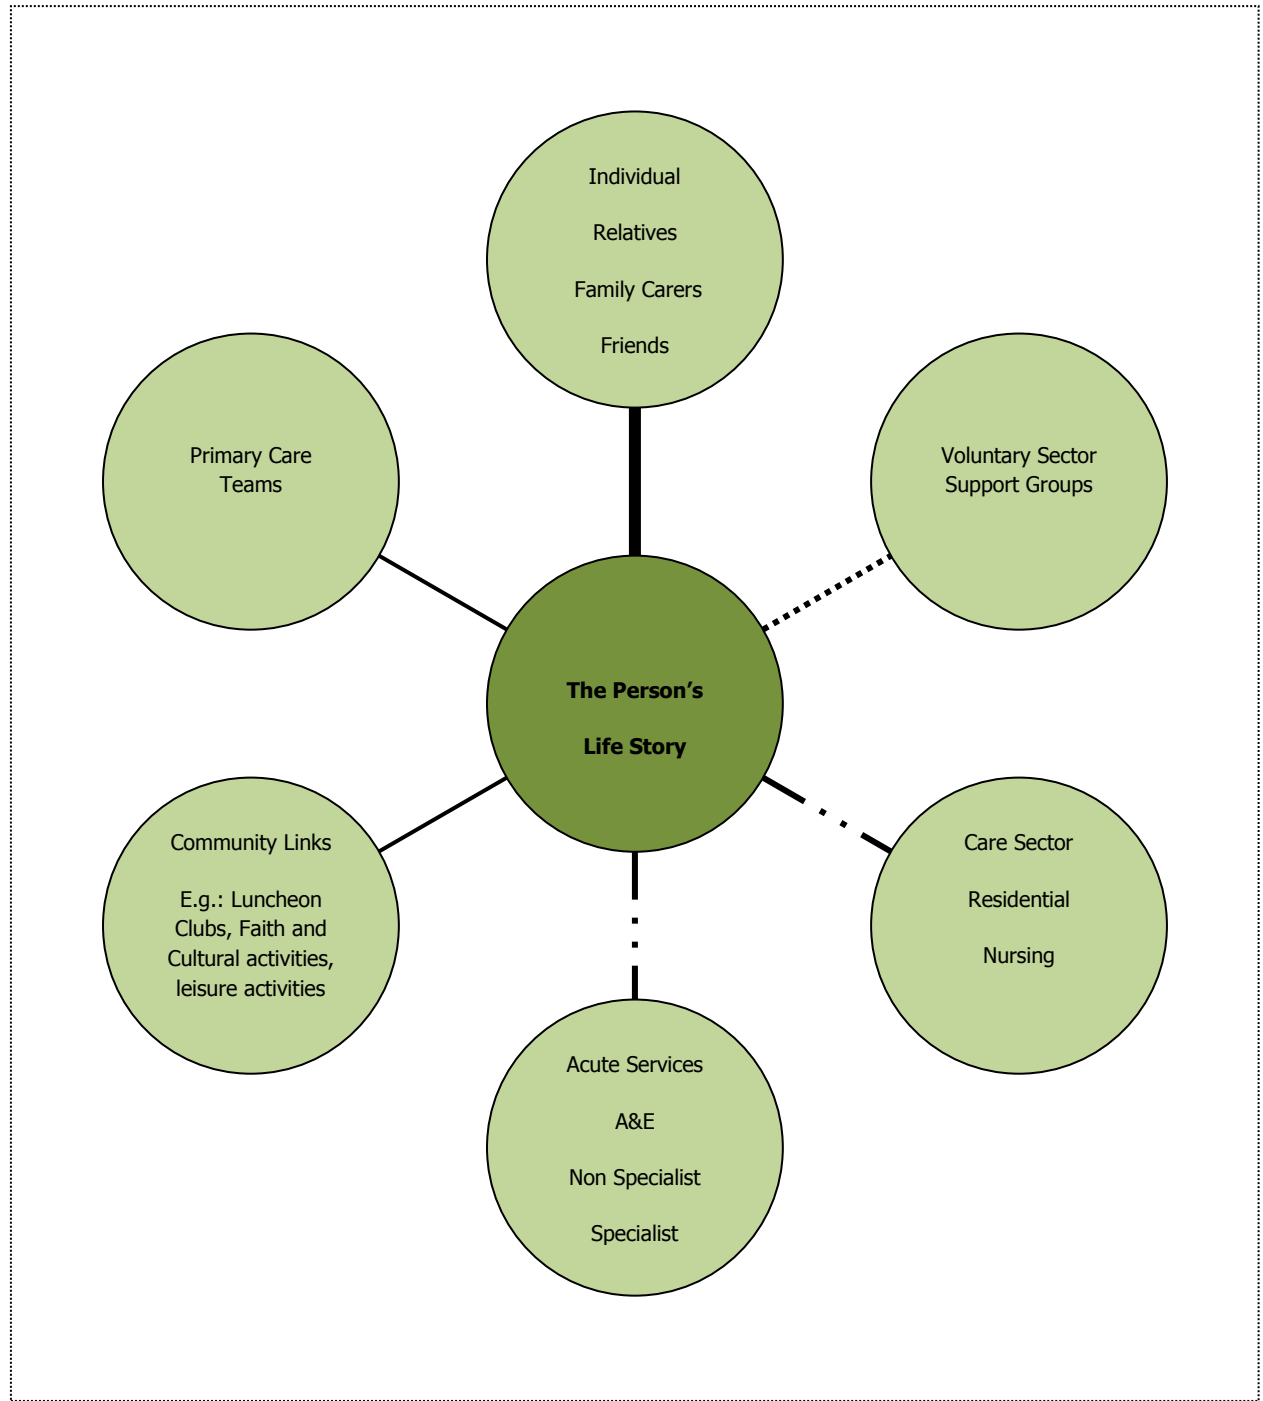 Individual
Relatives
Family Carers
Friends
Primary Care
Teams
Voluntary Sector
Support Groups
The Person’s
Life Story
Community Links
E.g.: Luncheon
Clubs, Faith and
Cultural activities,
leisure activities
Care Sector
Residential
Nursing
Acute Services
A&E
Non Specialist
Specialist